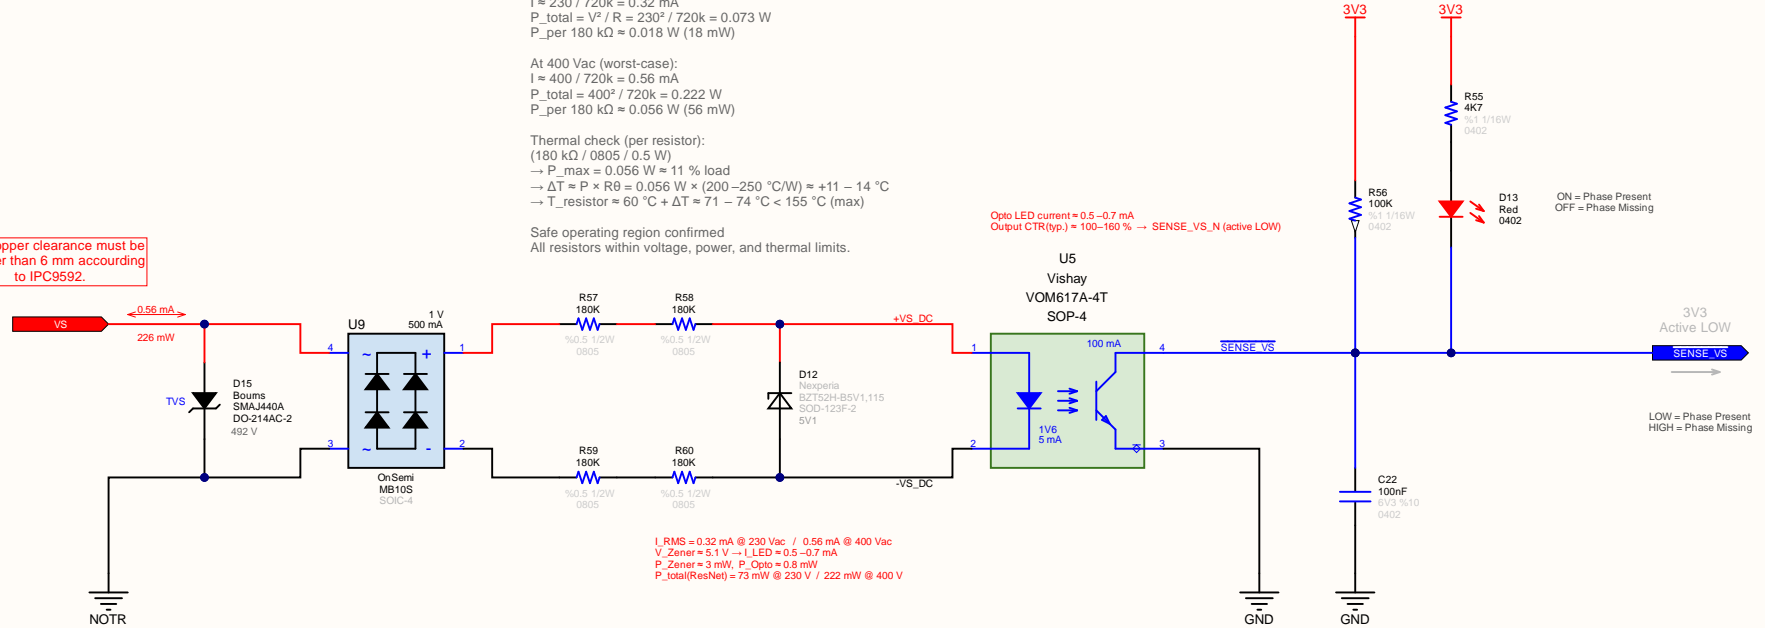 I ≈ 230 / 720k = 0.32 mA
P_total = V² / R = 230² / 720k = 0.073 W
P_per 180 kΩ ≈ 0.018 W (18 mW)
At 400 Vac (worst-case):
I ≈ 400 / 720k = 0.56 mA
P_total = 400² / 720k = 0.222 W
P_per 180 kΩ ≈ 0.056 W (56 mW)
Thermal check (per resistor):
(180 kΩ / 0805 / 0.5 W)
→ P_max = 0.056 W ≈ 11 % load
→ ΔT ≈ P × Rθ = 0.056 W × (200 –250 °C/W) ≈ +11 – 14 °C
→ T_resistor ≈ 60 °C + ΔT ≈ 71 – 74 °C < 155 °C (max)
Safe operating region confirmed
All resistors within voltage, power, and thermal limits.
3V3
3V3
R55
4K7
%1 1/16W
0402
R56
100K
%1 1/16W
0402
D13
Red
0402
ON = Phase Present
OFF = Phase Missing
Opto LED current ≈ 0.5 –0.7 mA
Output CTR(typ.) ≈ 100–160 % → SENSE_VS_N (active LOW)
opper clearance must be
er than 6 mm accourding
to IPC9592.
U5
Vishay
VOM617A-4T
SOP-4
VS
0.56 mA
226 mW
U9
1 V
500 mA
4
~
+
1
3
~
-
2
OnSemi
MB10S
SOIC-4
TVS
D15
Bourns
SMAJ440A
DO-214AC-2
492 V
R57
180K
%0.5 1/2W
0805
R58
180K
%0.5 1/2W
0805
+VS_DC
D12
Nexperia
BZT52H-B5V1,115
SOD-123F-2
5V1
R59
180K
%0.5 1/2W
0805
R60
180K
%0.5 1/2W
0805
-VS_DC
1
100 mA
4
1V6
5 mA
2
3
SENSE_VS
3V3
Active LOW
SENSE_VS
LOW = Phase Present
HIGH = Phase Missing
C22
100nF
6V3 %10
0402
I_RMS = 0.32 mA @ 230 Vac / 0.56 mA @ 400 Vac
V_Zener ≈ 5.1 V → I_LED ≈ 0.5 –0.7 mA
P_Zener ≈ 3 mW, P_Opto ≈ 0.8 mW
P_total(ResNet) = 73 mW @ 230 V / 222 mW @ 400 V
NOTR
GND
GND